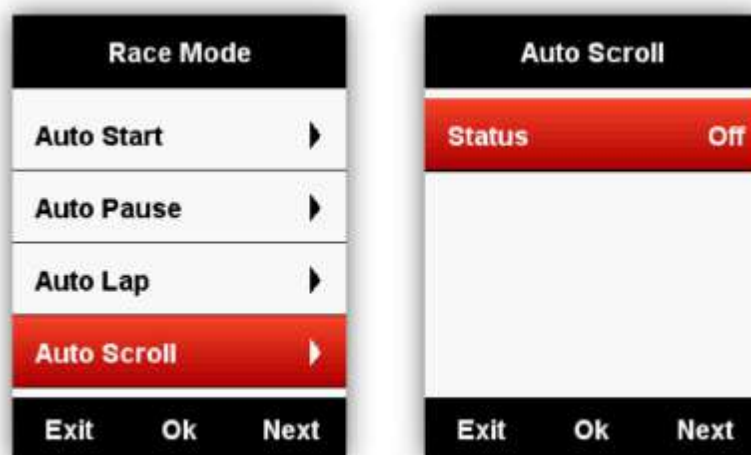 Race Mode
Auto Start
Auto Pause
Auto Lap
Auto Scroll
Exit Ok Next
Auto Scroll
Status Off
Exit Ok Next